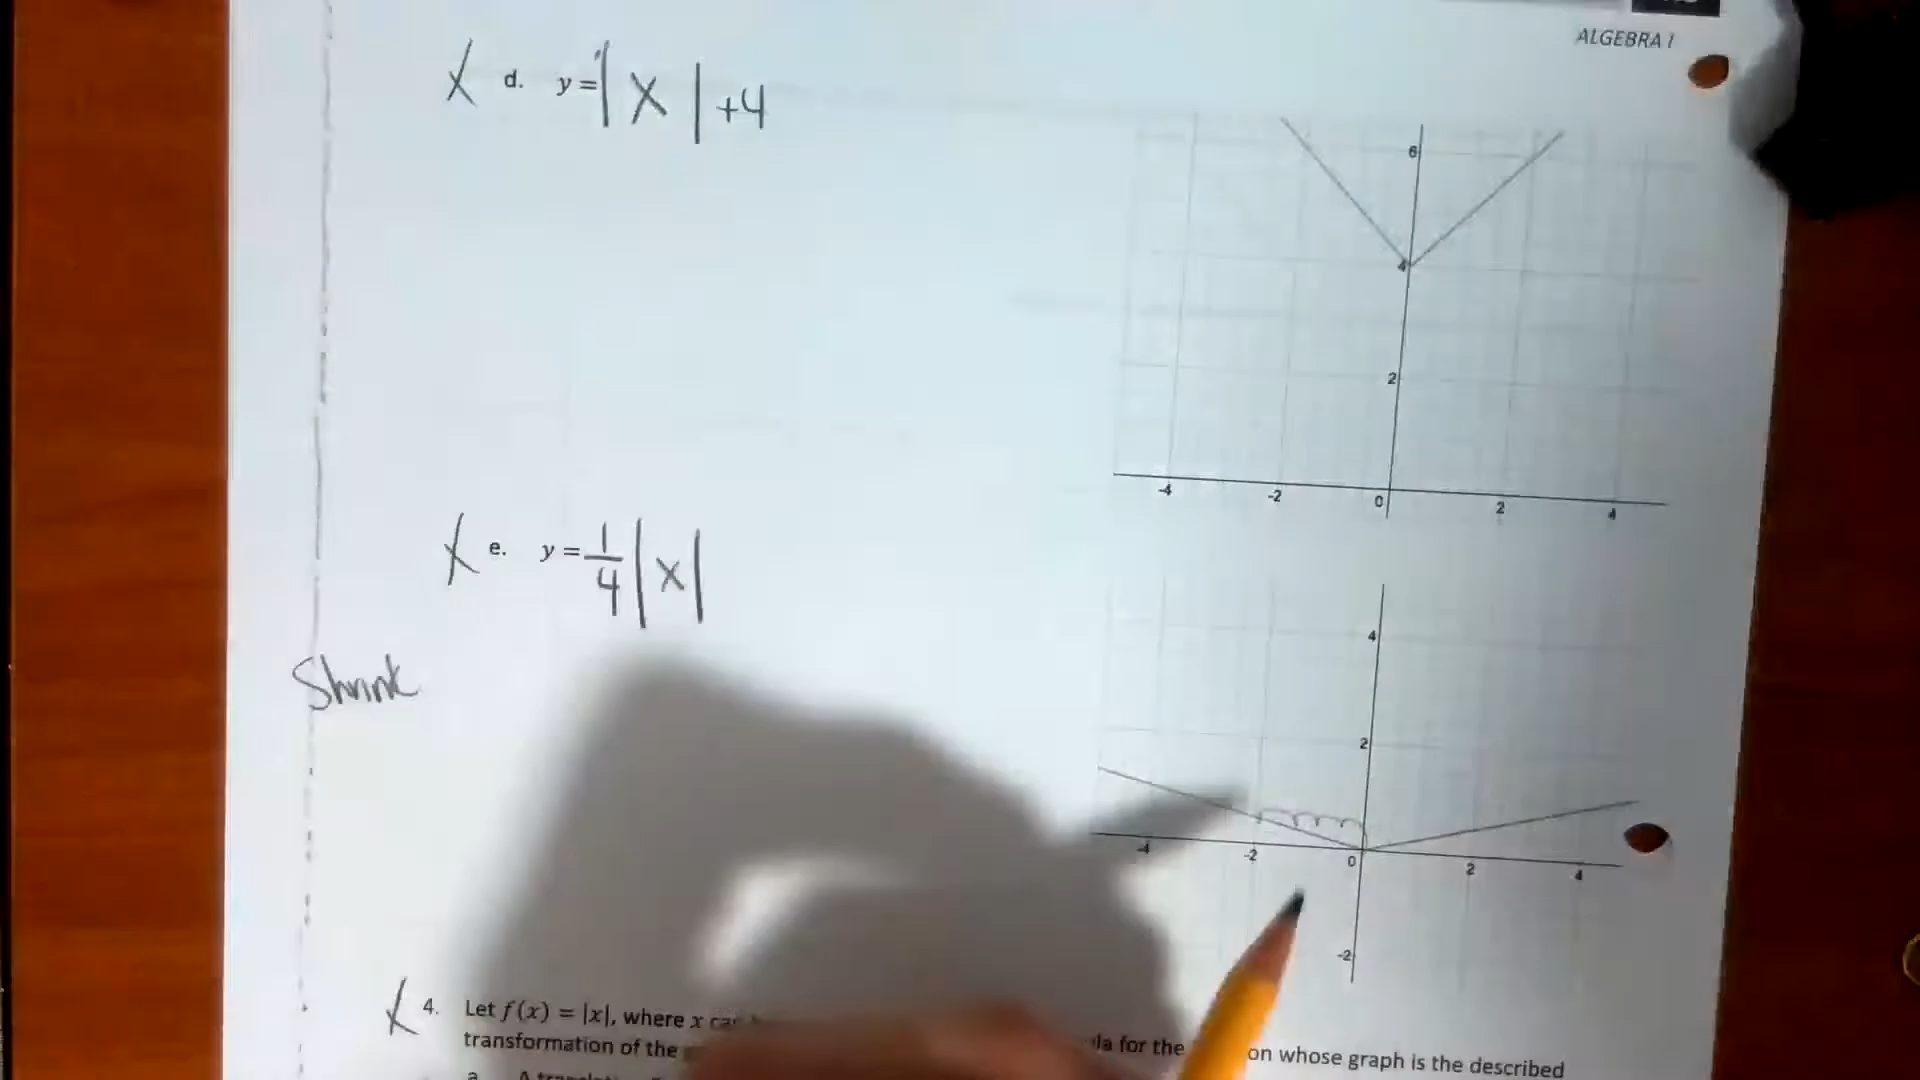 ALGEBRA I
X d. y = |x| + 4
6
4
2
-4 -2 0 2 4
X e. y = 1/4 |x|
4
Shrink
2
-4 -2 0 2 4
-2
X 4. Let f(x) = |x|, where x can for the on whose graph is the described
transformation of the
a.